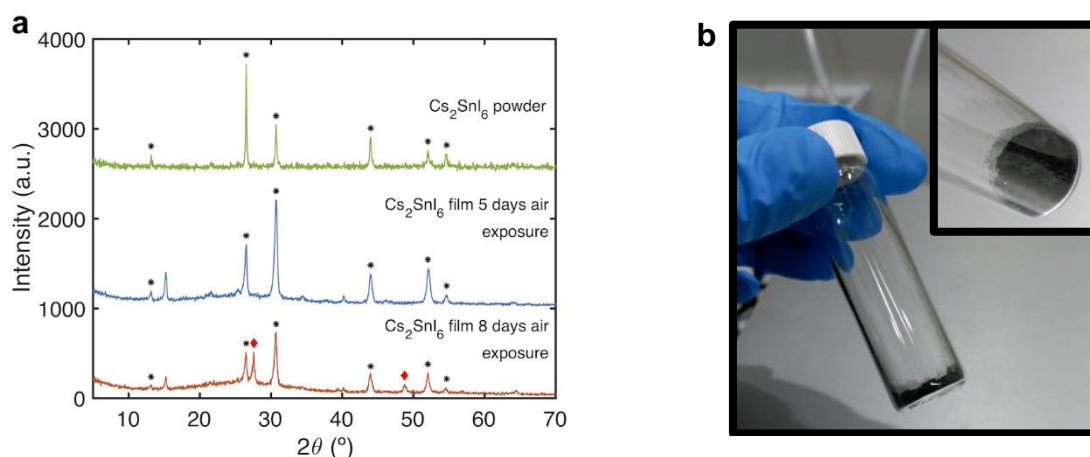 a
4000
3000
2000
1000
0
Intensity (a.u.)
Cs₂SnI₆ powder
Cs₂SnI₆ film 5 days air
exposure
Cs₂SnI₆ film 8 days air
exposure
10 20 30 40 50 60 70
2θ (º)
b